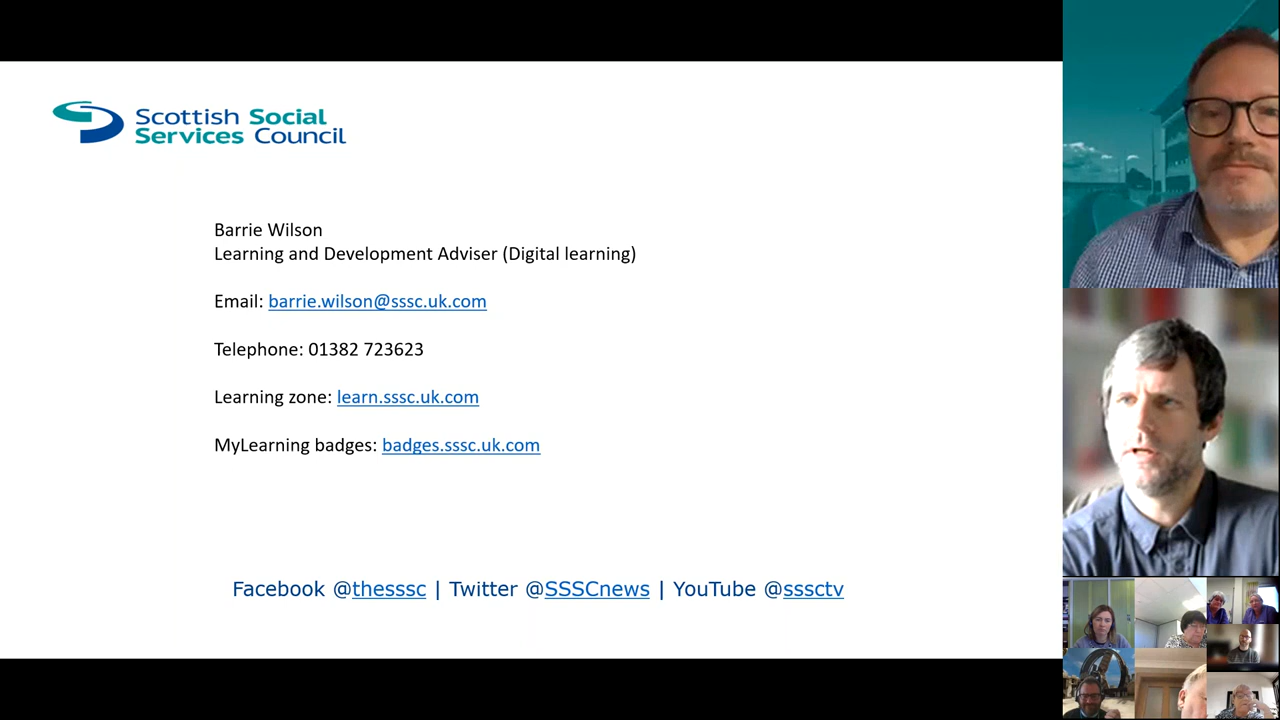 Scottish Social
Services Council
Barrie Wilson
Learning and Development Adviser (Digital learning)
Email: barrie.wilson@sssc.uk.com
Telephone: 01382 723623
Learning zone: learn.sssc.uk.com
MyLearning badges: badges.sssc.uk.com
Facebook @thesssc | Twitter @SSSCnews | YouTube @sssctv